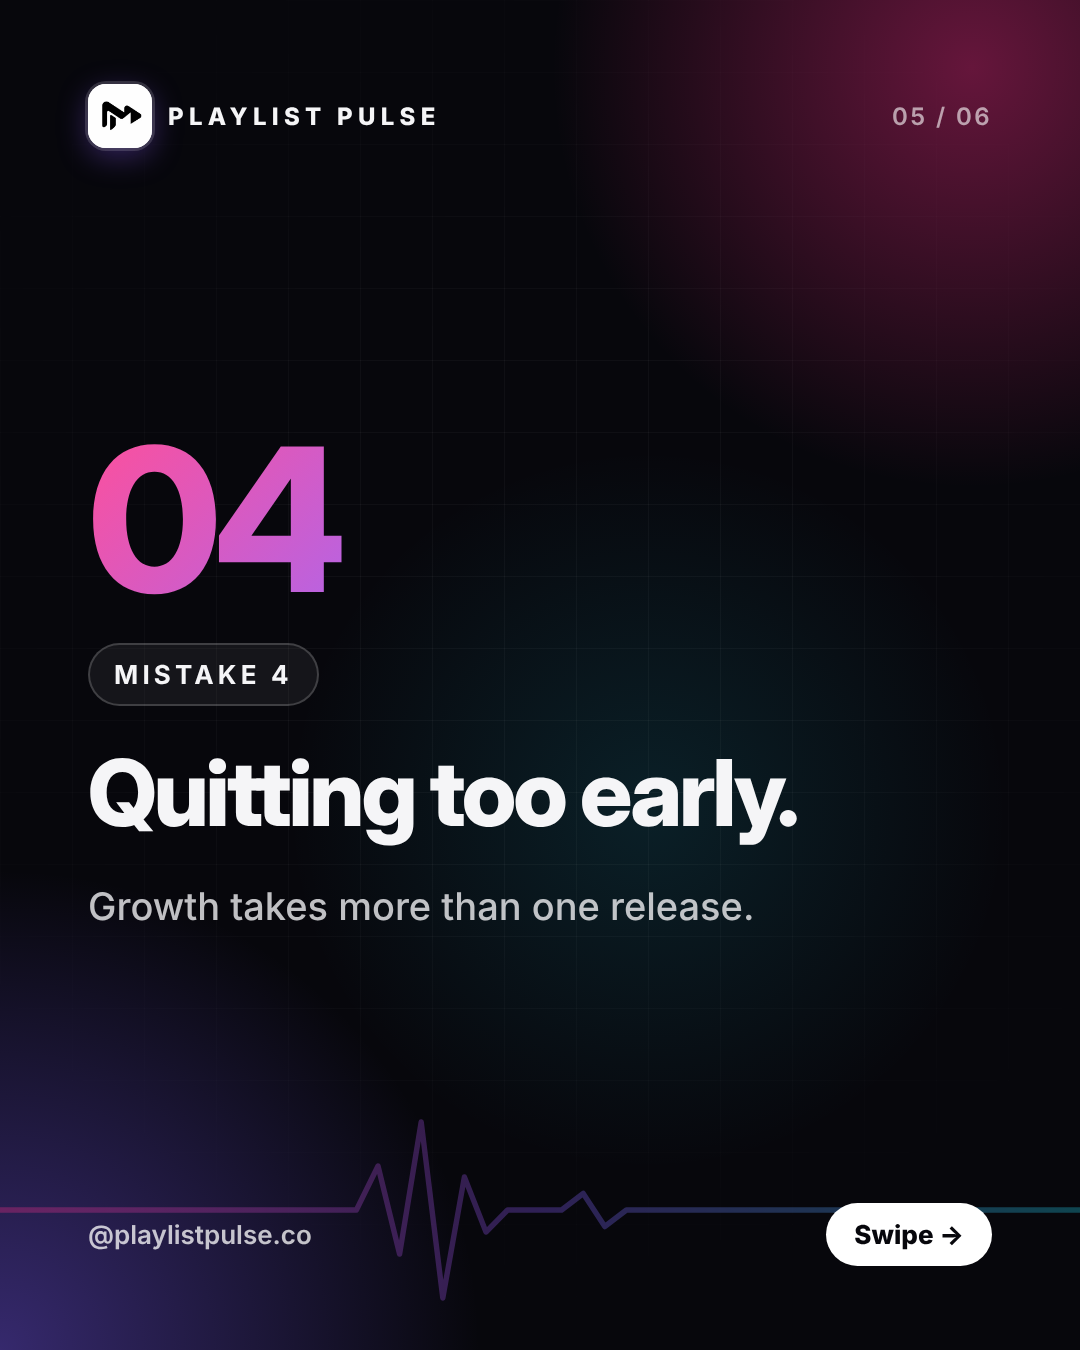 PLAYLIST PULSE
05 / 06
04
MISTAKE 4
Quitting too early.
Growth takes more than one release.
@playlistpulse.co
Swipe →